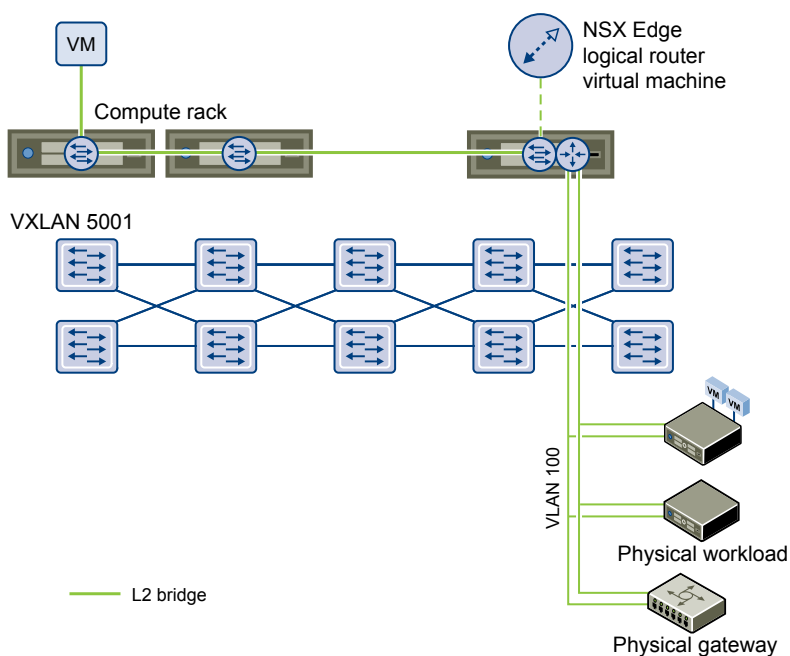 VM
NSX Edge
logical router
virtual machine
Compute rack
VXLAN 5001
VM
VM
VLAN 100
Physical workload
L2 bridge
Physical gateway